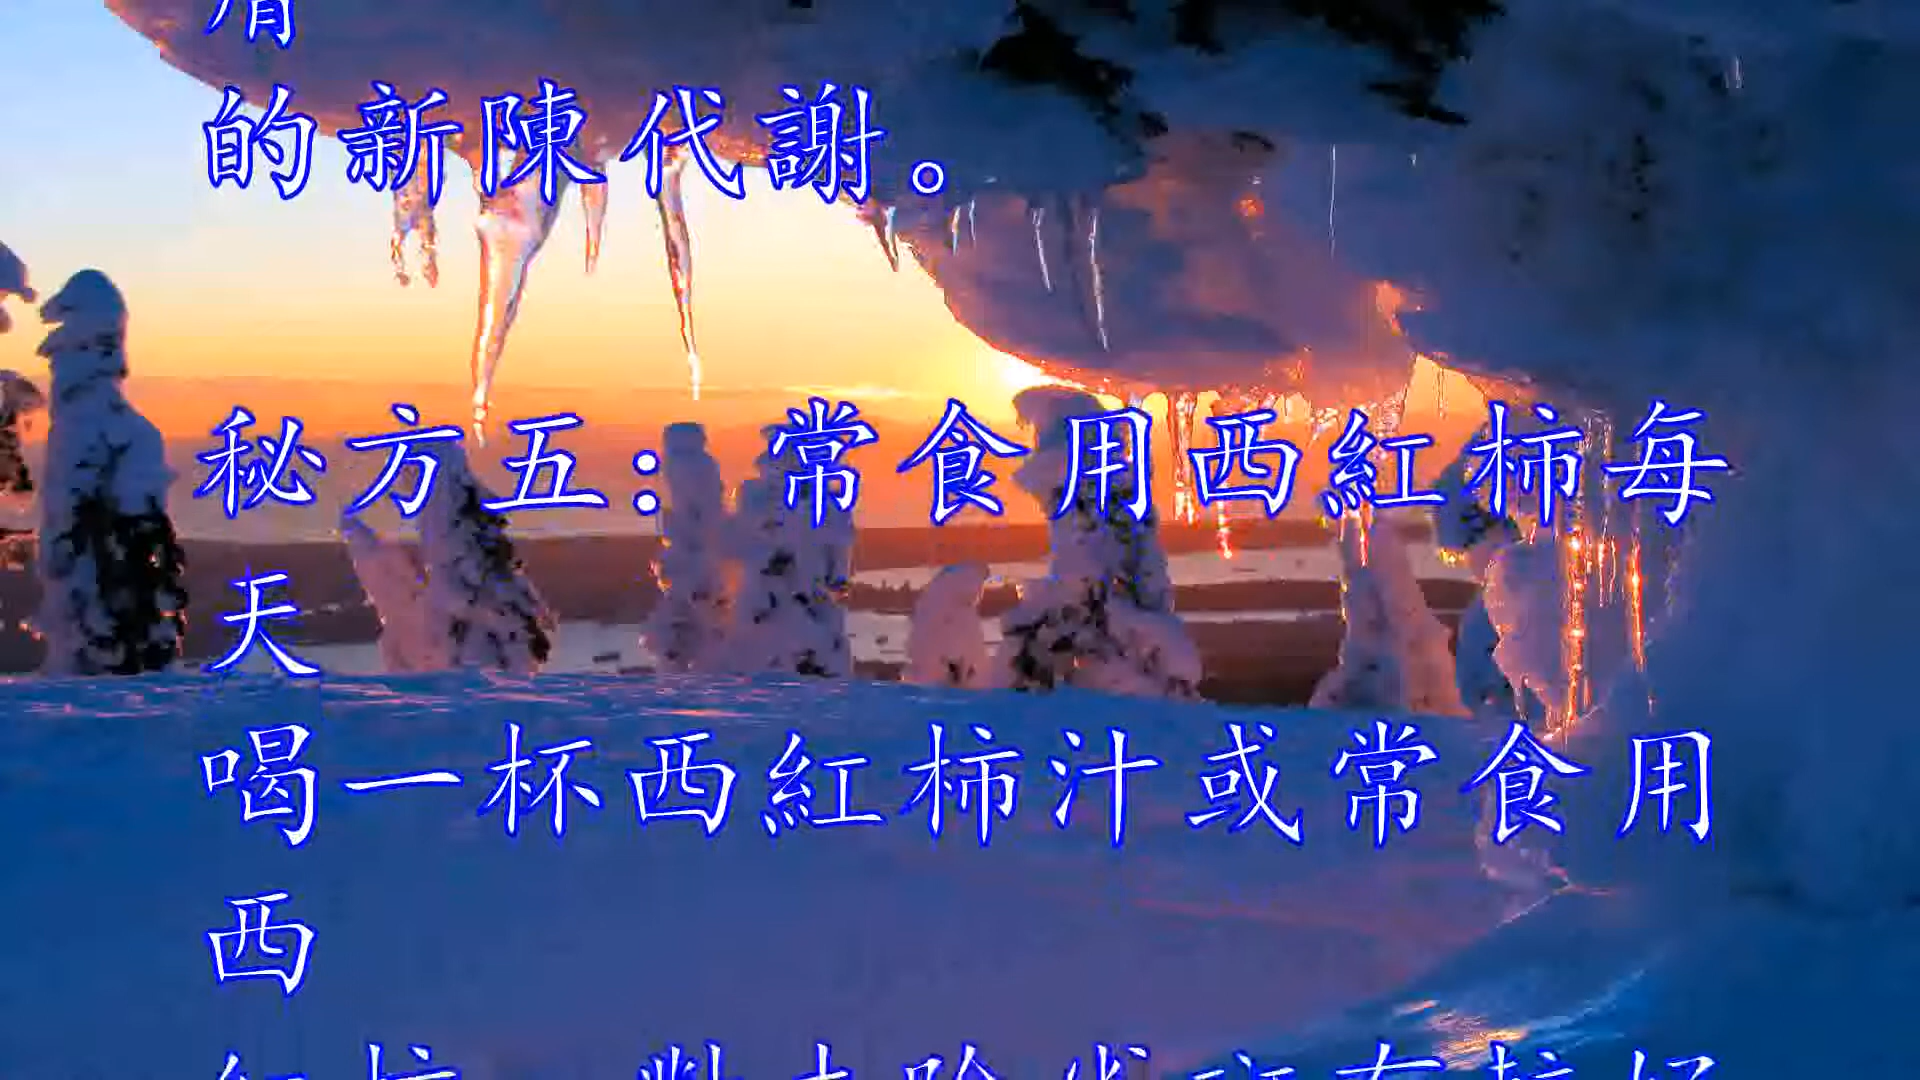 的新陳代謝。
秘方五:常食用西紅柿每
天
喝一杯西紅柿汁或常食用
西